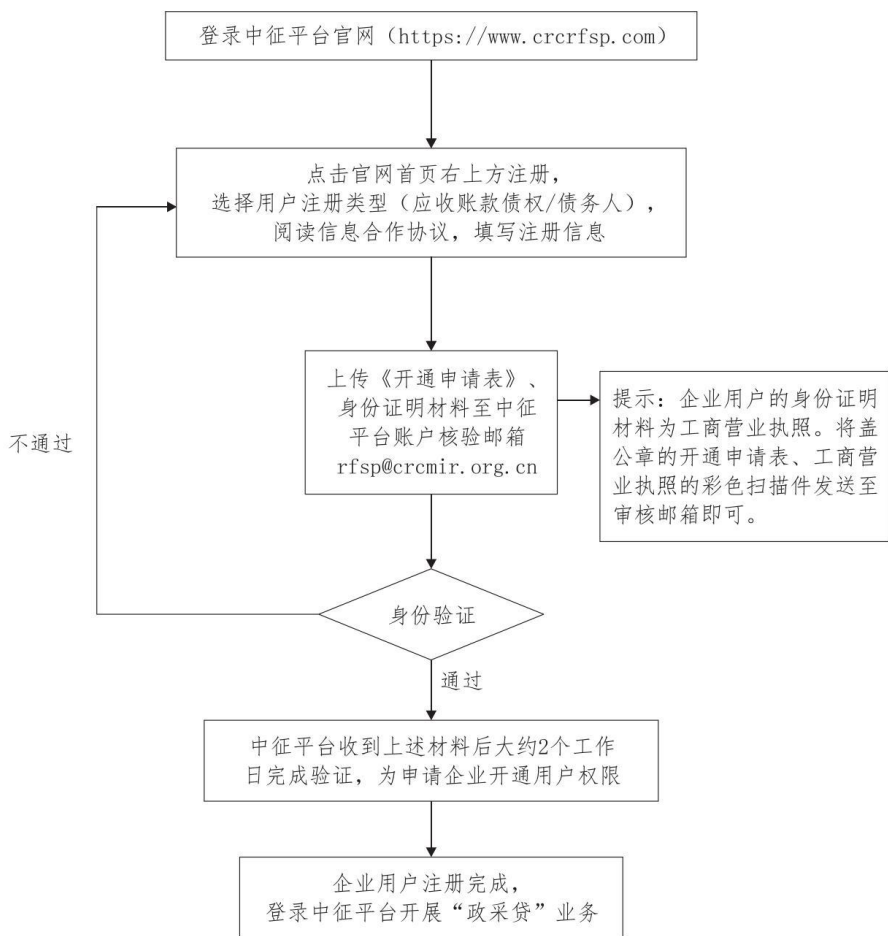 登录中征平台官网（https://www.crcrfsp.com）
点击官网首页右上方注册，
选择用户注册类型（应收账款债权/债务人），
阅读信息合作协议，填写注册信息
上传《开通申请表》、
身份证明材料至中征
平台账户核验邮箱
rfsp@crcmir.org.cn
提示：企业用户的身份证明
材料为工商营业执照。将盖
公章的开通申请表、工商营
业执照的彩色扫描件发送至
审核邮箱即可。
不通过
身份验证
通过
中征平台收到上述材料后大约2个工作
日完成验证，为申请企业开通用户权限
企业用户注册完成，
登录中征平台开展“政采贷”业务